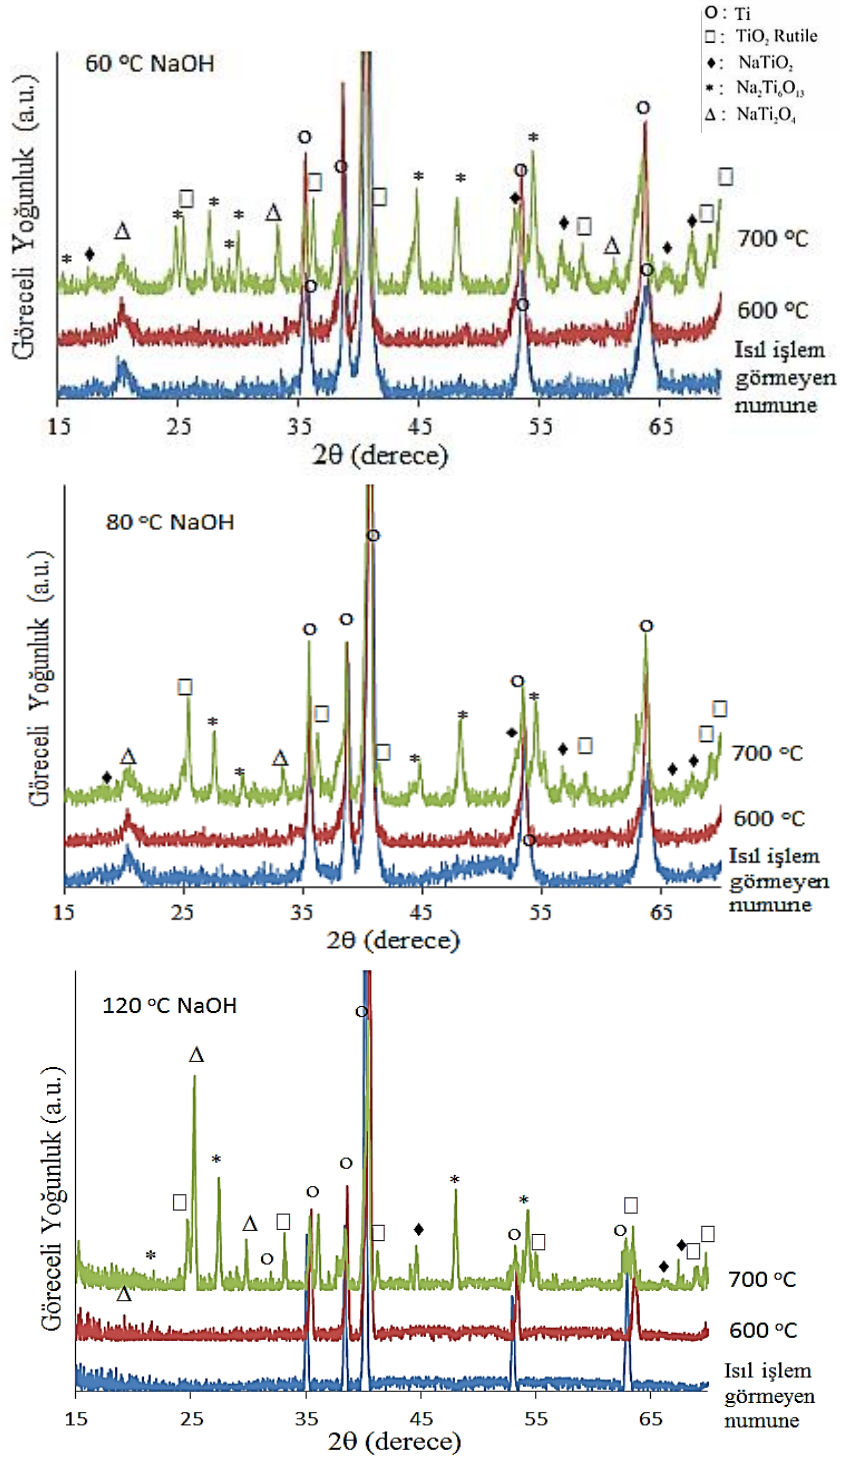 O : Ti
□ : TiO₂ Rutile
♦ : NaTiO₂
* : Na₂Ti₆O₁₃
Δ : NaTi₂O₄
60 °C NaOH
Göreceli Yoğunluk (a.u.)
700 °C
600 °C
Isıl işlem
görmeyen
numune
15 25 35 45 55 65
2θ (derece)
80 °C NaOH
Göreceli Yoğunluk (a.u.)
700 °C
600 °C
Isıl işlem
görmeyen
numune
15 25 35 45 55 65
2θ (derece)
120 °C NaOH
Göreceli Yoğunluk (a.u.)
700 °C
600 °C
Isıl işlem
görmeyen
numune
15 25 35 45 55 65
2θ (derece)